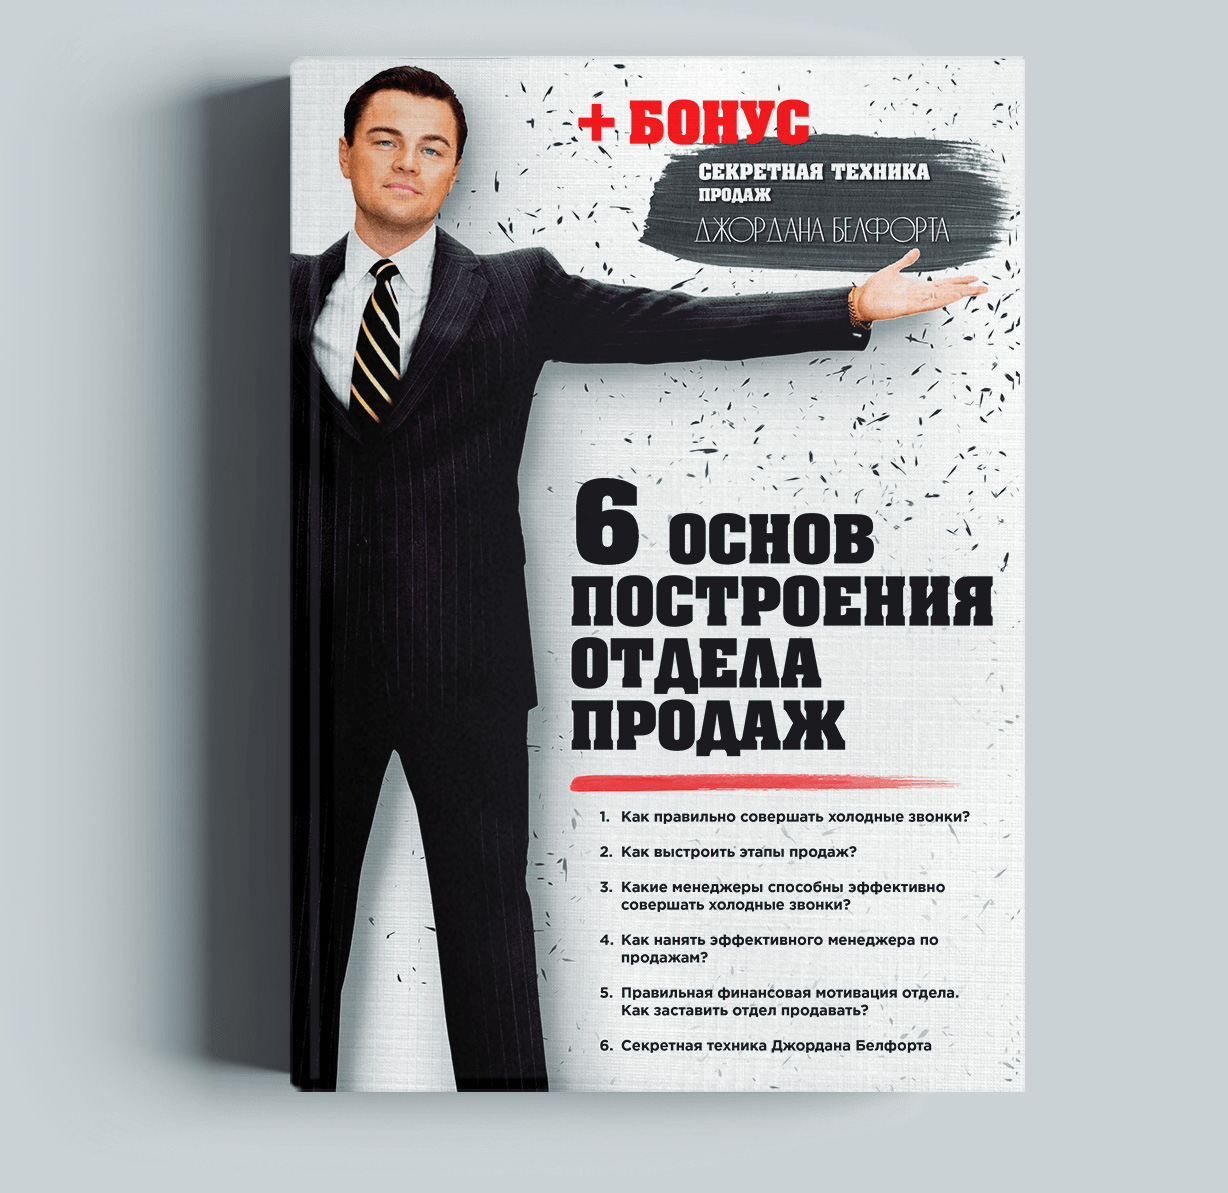 + БОНУС
СЕКРЕТНАЯ ТЕХНИКА
ПРОДАЖ
ДЖОРДАНА БЕЛФОРТА
6 ОСНОВ
ПОСТРОЕНИЯ
ОТДЕЛА
ПРОДАЖ
1. Как правильно совершать холодные звонки?
2. Как выстроить этапы продаж?
3. Какие менеджеры способны эффективно
совершать холодные звонки?
4. Как нанять эффективного менеджера по
продажам?
5. Правильная финансовая мотивация отдела.
Как заставить отдел продавать?
6. Секретная техника Джордана Белфорта